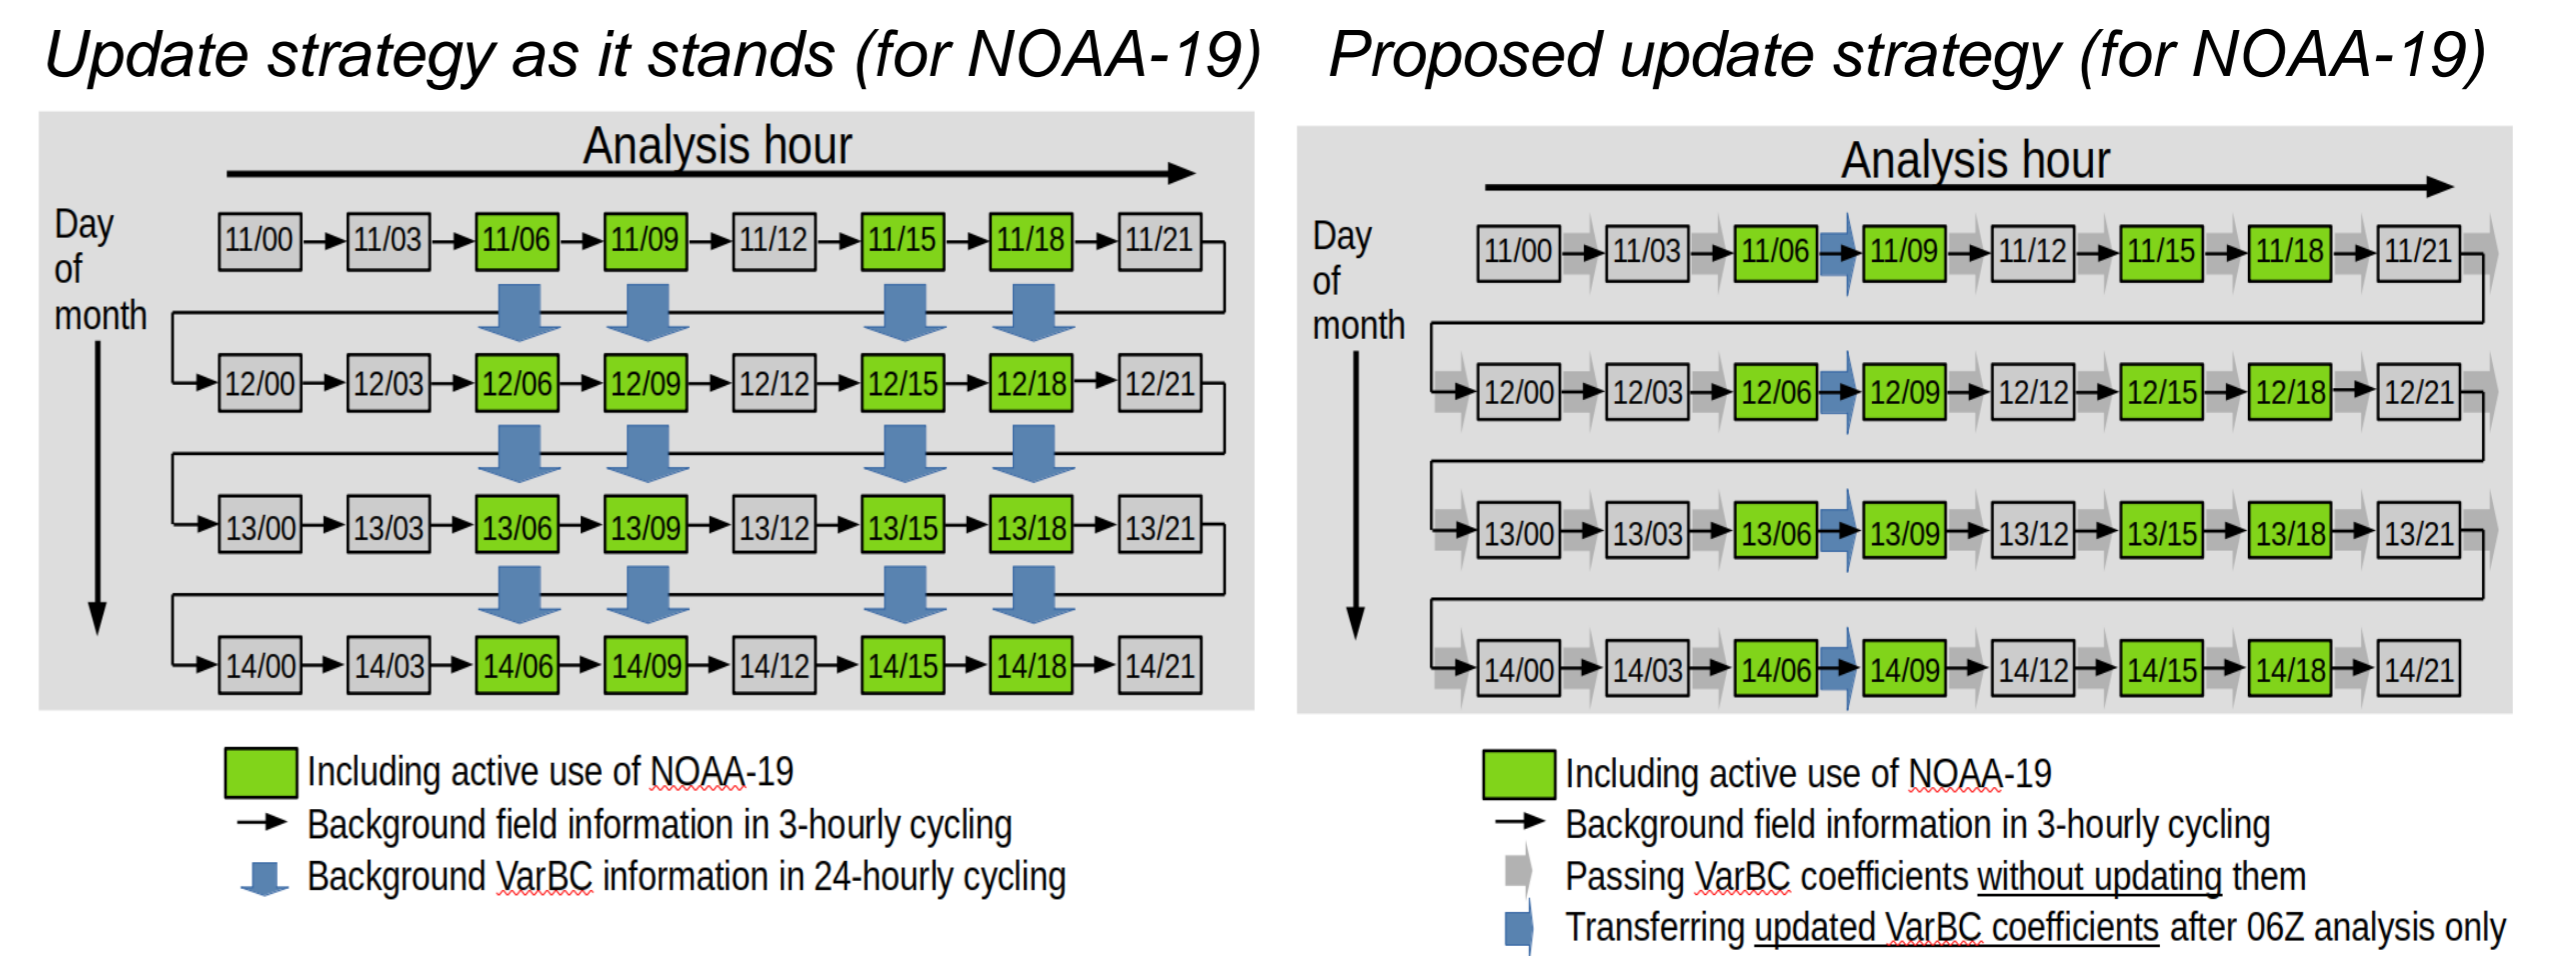 Update strategy as it stands (for NOAA-19)
Analysis hour
Day
of
month
11/00 11/03 11/06 11/09 11/12 11/15 11/18 11/21
12/00 12/03 12/06 12/09 12/12 12/15 12/18 12/21
13/00 13/03 13/06 13/09 13/12 13/15 13/18 13/21
14/00 14/03 14/06 14/09 14/12 14/15 14/18 14/21
Including active use of NOAA-19
Background field information in 3-hourly cycling
Background VarBC information in 24-hourly cycling
Proposed update strategy (for NOAA-19)
Analysis hour
Day
of
month
11/00 11/03 11/06 11/09 11/12 11/15 11/18 11/21
12/00 12/03 12/06 12/09 12/12 12/15 12/18 12/21
13/00 13/03 13/06 13/09 13/12 13/15 13/18 13/21
14/00 14/03 14/06 14/09 14/12 14/15 14/18 14/21
Including active use of NOAA-19
Background field information in 3-hourly cycling
Passing VarBC coefficients without updating them
Transferring updated VarBC coefficients after 06Z analysis only